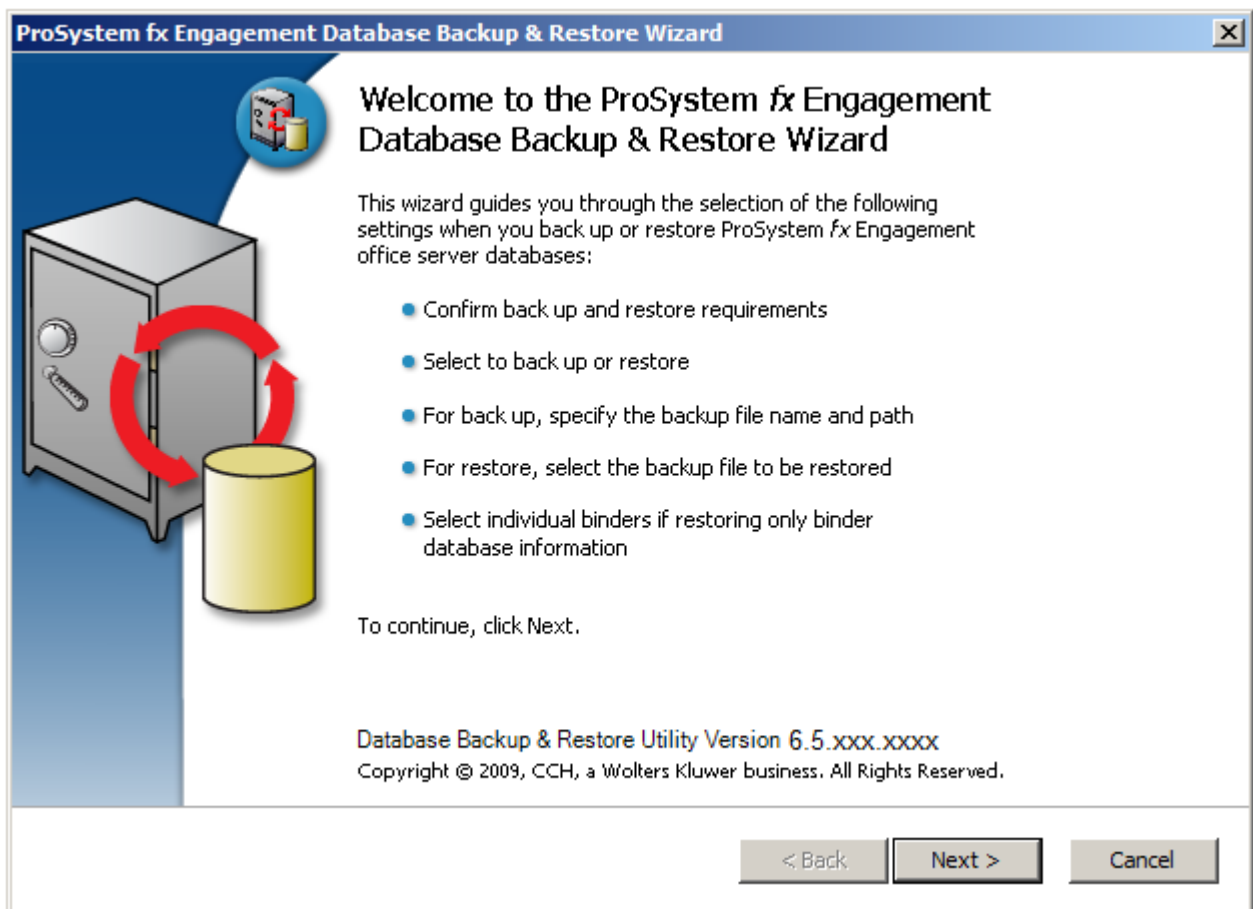 ProSystem fx Engagement Database Backup & Restore Wizard
Welcome to the ProSystem fx Engagement
Database Backup & Restore Wizard
This wizard guides you through the selection of the following
settings when you back up or restore ProSystem fx Engagement
office server databases:
Confirm back up and restore requirements
Select to back up or restore
For back up, specify the backup file name and path
For restore, select the backup file to be restored
Select individual binders if restoring only binder
database information
To continue, click Next.
Database Backup & Restore Utility Version 6.5.xxx.xxxx
Copyright © 2009, CCH, a Wolters Kluwer business. All Rights Reserved.
< Back Next > Cancel